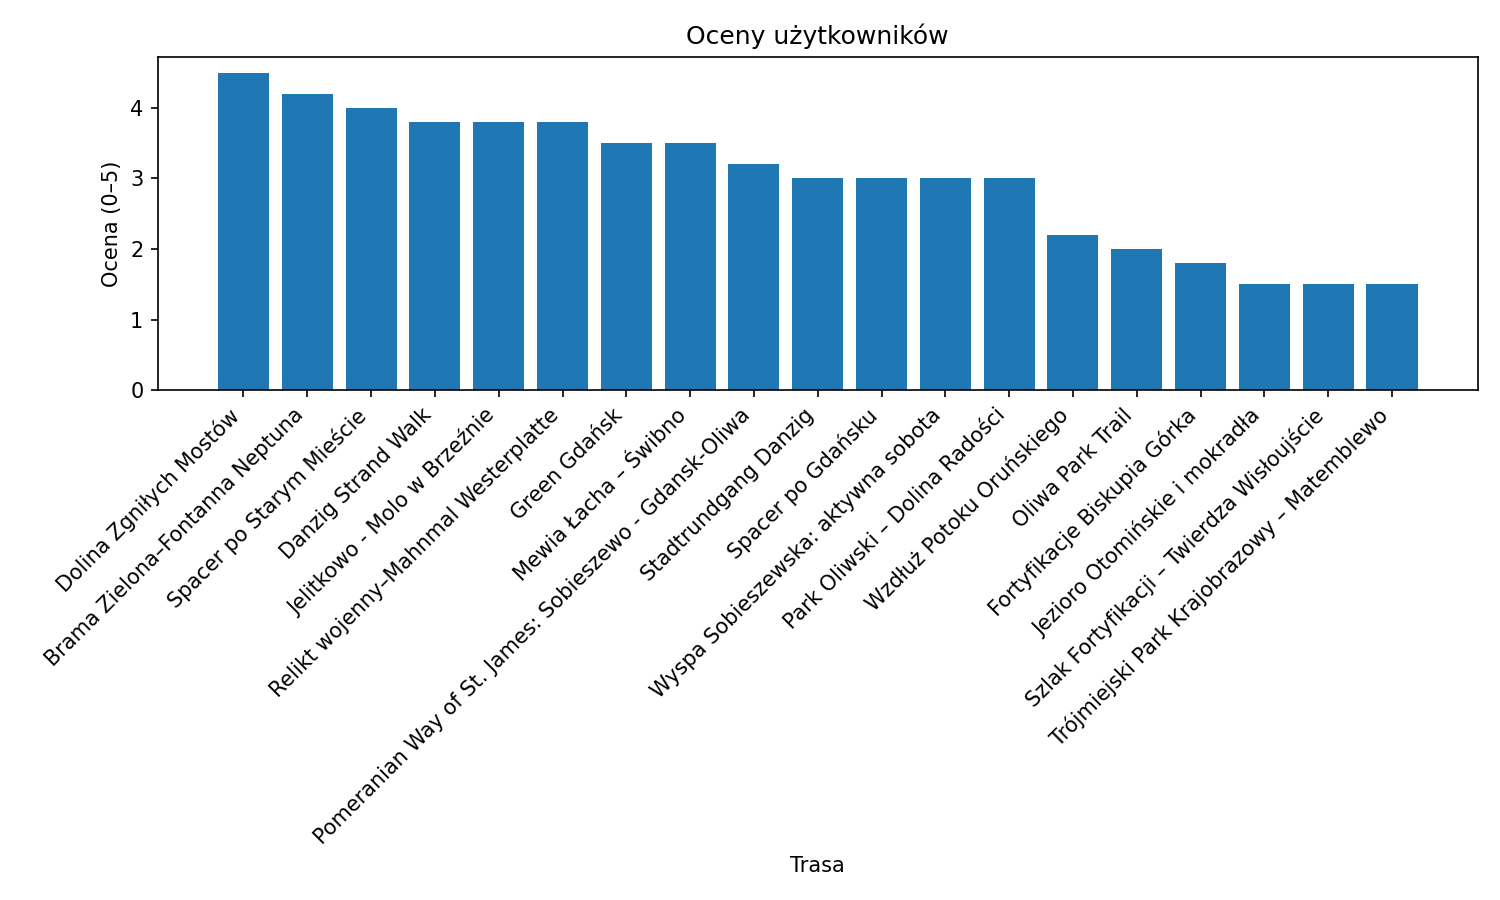 Oceny użytkowników
Ocena (0–5)
4
3
2
1
0
Dolina Zgniłych Mostów
Brama Zielona–Fontanna Neptuna
Spacer po Starym Mieście
Danzig Strand Walk
Jelitkowo - Molo w Brzeźnie
Relikt wojenny–Mahnmal Westerplatte
Green Gdańsk
Mewia Łacha – Świbno
Pomeranian Way of St. James: Sobieszewo - Gdansk-Oliwa
Stadtrundgang Danzig
Spacer po Gdańsku
Wyspa Sobieszewska: aktywna sobota
Park Oliwski – Dolina Radości
Wzdłuż Potoku Oruńskiego
Oliwa Park Trail
Fortyfikacje Biskupia Górka
Jezioro Otomińskie i mokradła
Szlak Fortyfikacji – Twierdza Wisłoujście
Trójmiejski Park Krajobrazowy – Matemblewo
Trasa